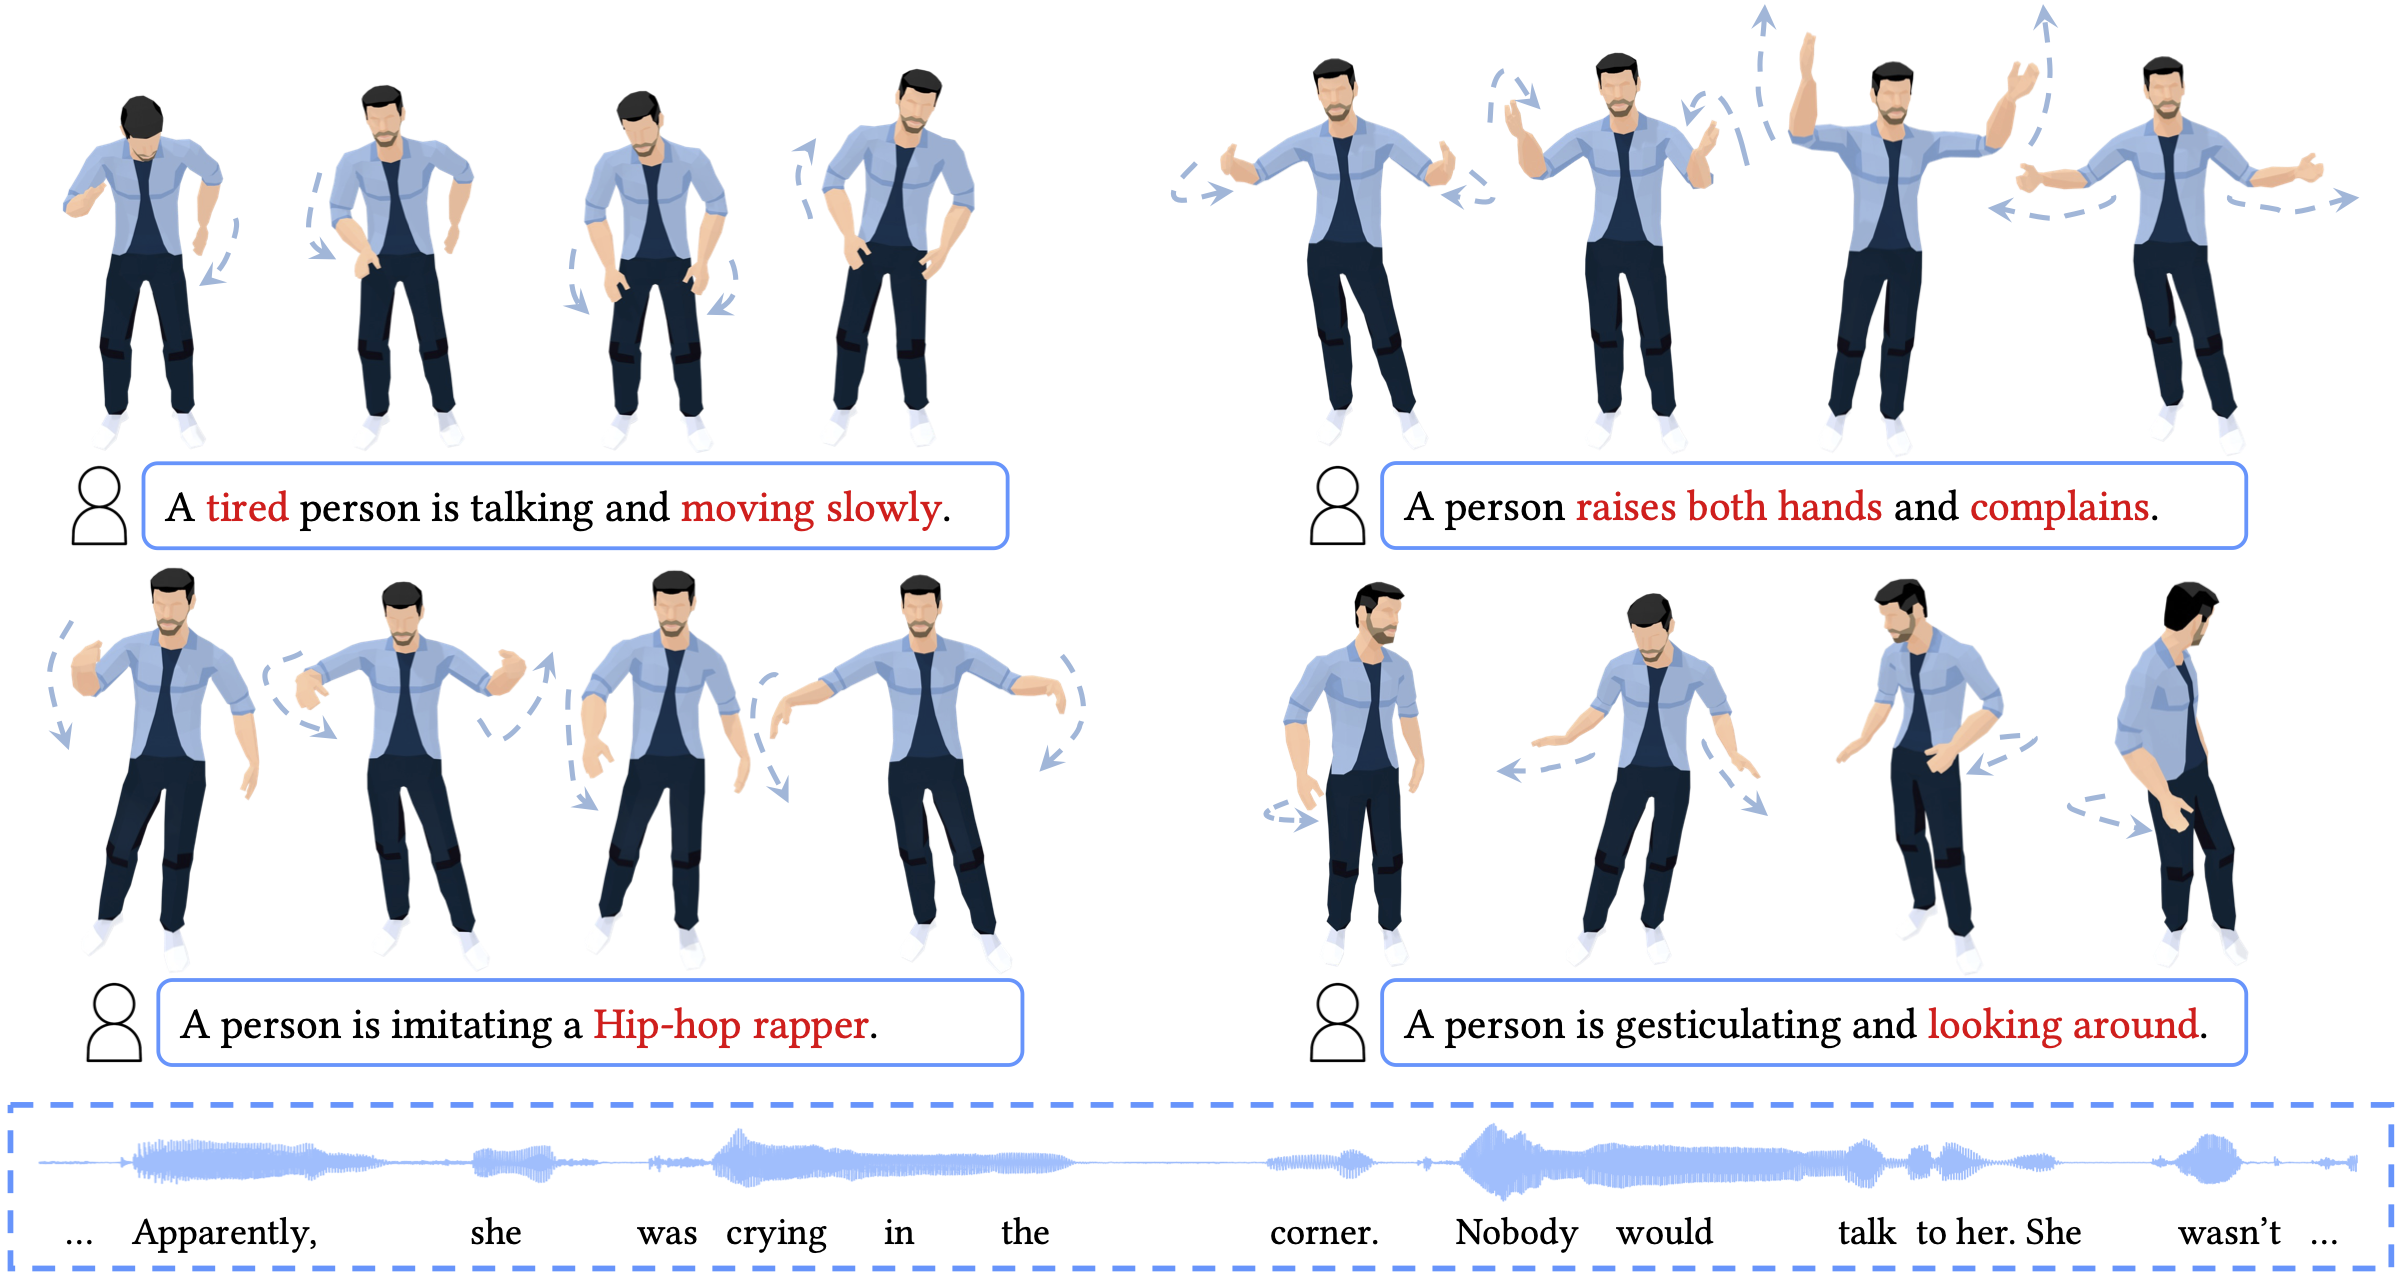 A tired person is talking and moving slowly.
A person raises both hands and complains.
A person is imitating a Hip-hop rapper.
A person is gesticulating and looking around.
... Apparently, she was crying in the corner. Nobody would talk to her. She wasn’t ...